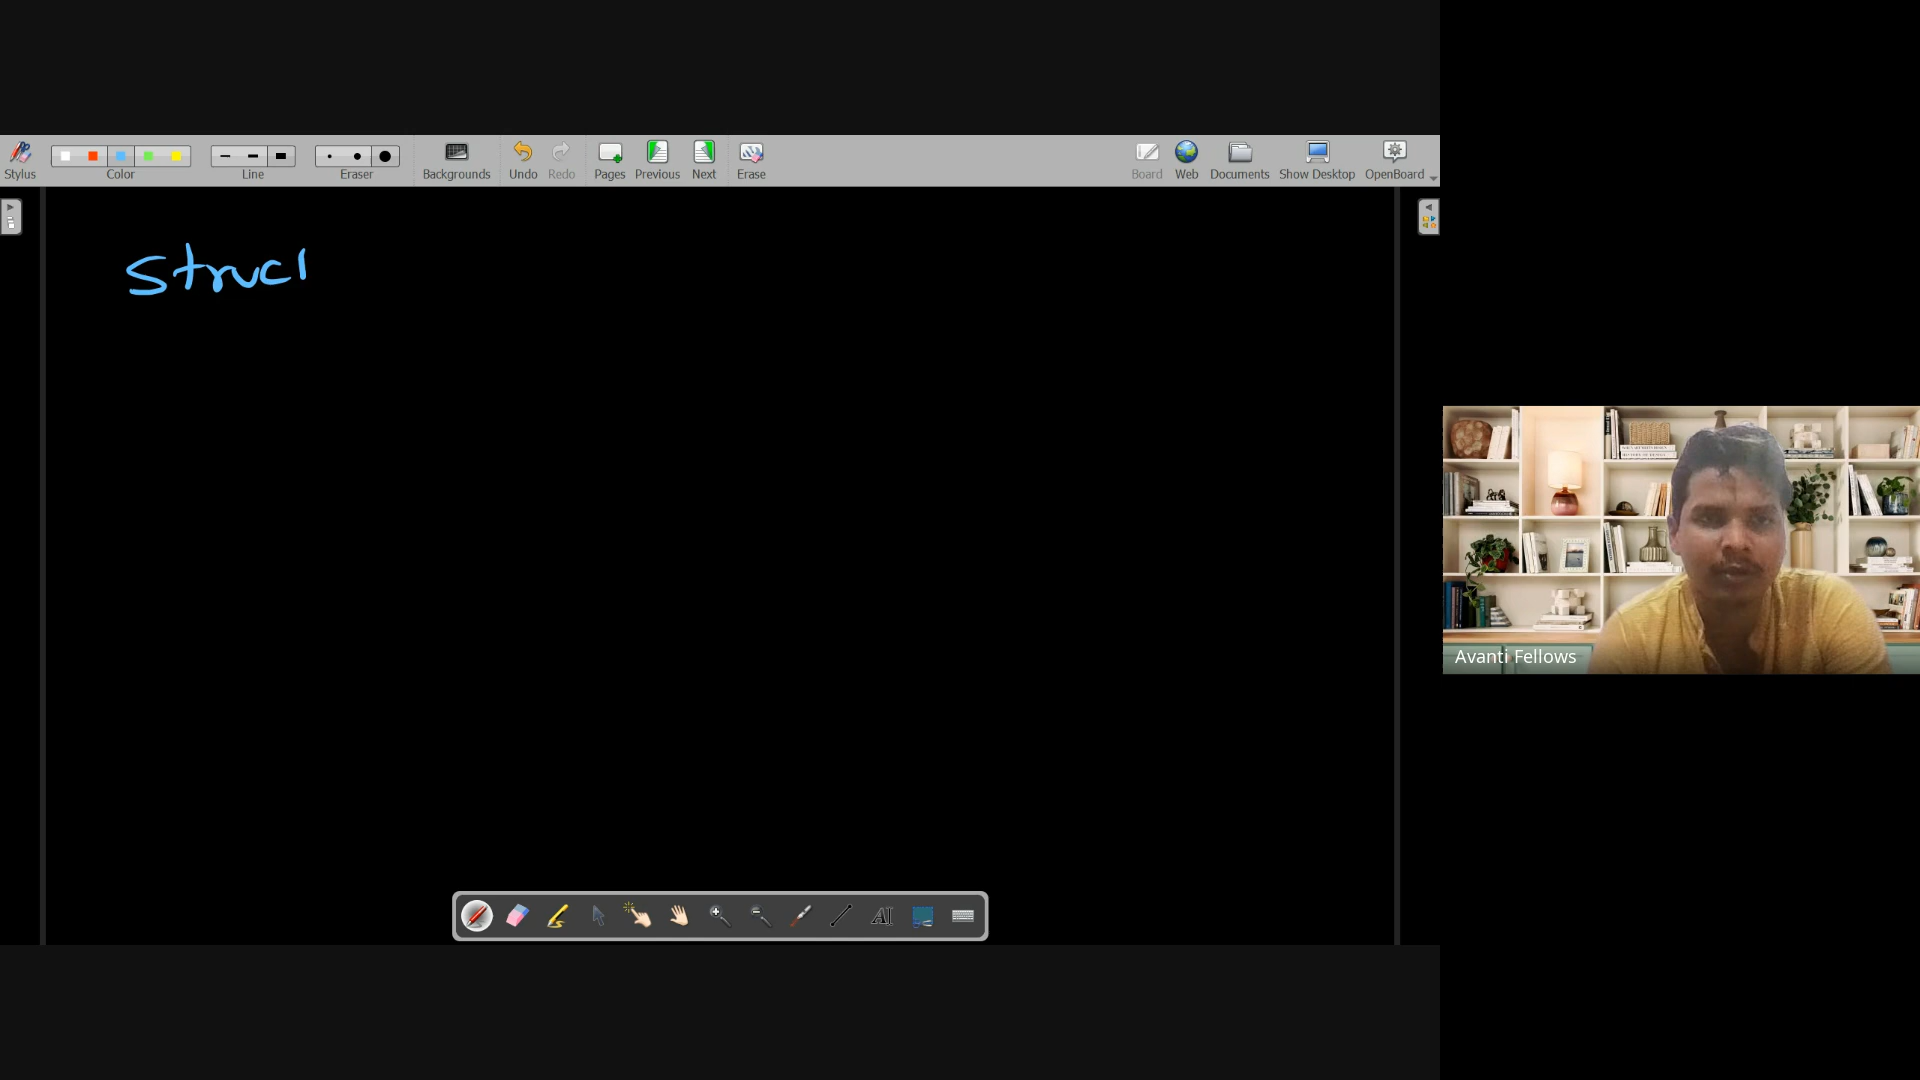 Stylus
Color
Line
Eraser
Backgrounds
Undo
Redo
Pages
Previous
Next
Erase
Board
Web
Documents
Show Desktop
OpenBoard
Struct
Avanti Fellows